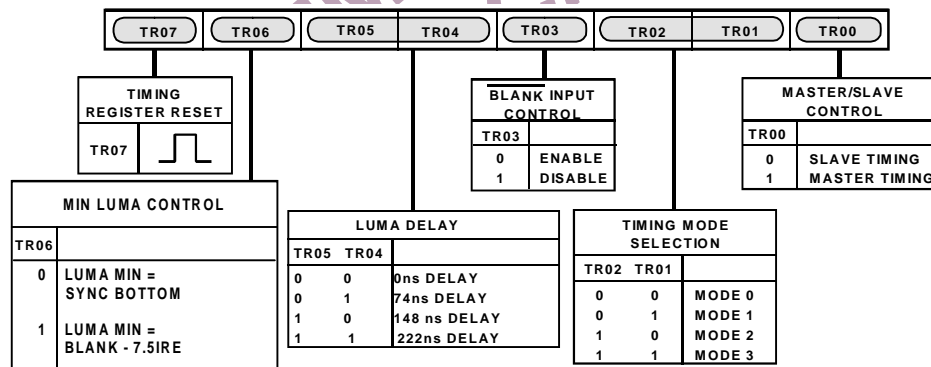 TR07 TR06 TR05 TR04 TR03 TR02 TR01 TR00
TIMING
REGISTER RESET
TR07
BLANK INPUT
CONTROL
TR03
0 ENABLE
1 DISABLE
MASTER/SLAVE
CONTROL
TR00
0 SLAVE TIMING
1 MASTER TIMING
MIN LUMA CONTROL
TR06
0 LUMA MIN =
SYNC BOTTOM
1 LUMA MIN =
BLANK - 7.5IRE
LUMA DELAY
TR05 TR04
0 0 0ns DELAY
0 1 74ns DELAY
1 0 148 ns DELAY
1 1 222ns DELAY
TIMING MODE
SELECTION
TR02 TR01
0 0 MODE 0
0 1 MODE 1
1 0 MODE 2
1 1 MODE 3